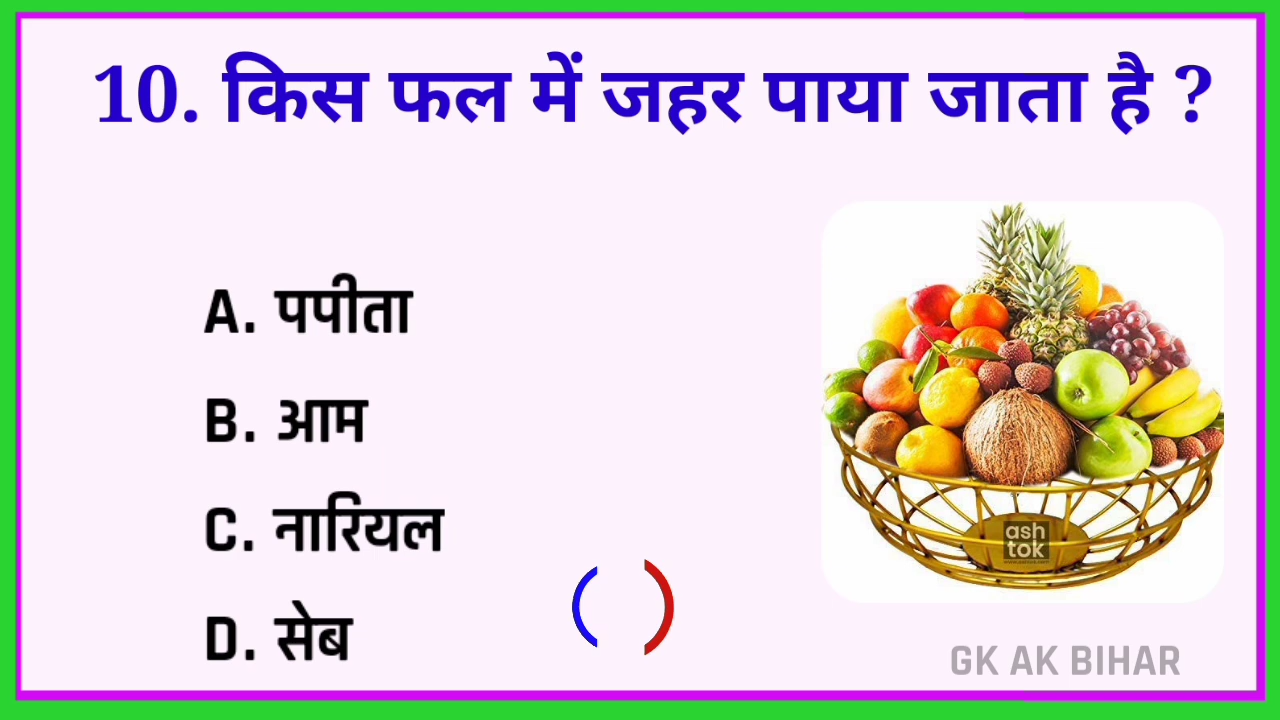 10. किस फल में जहर पाया जाता है ?
A. पपीता
B. आम
C. नारियल
D. सेब
ash
tok
GK AK BIHAR